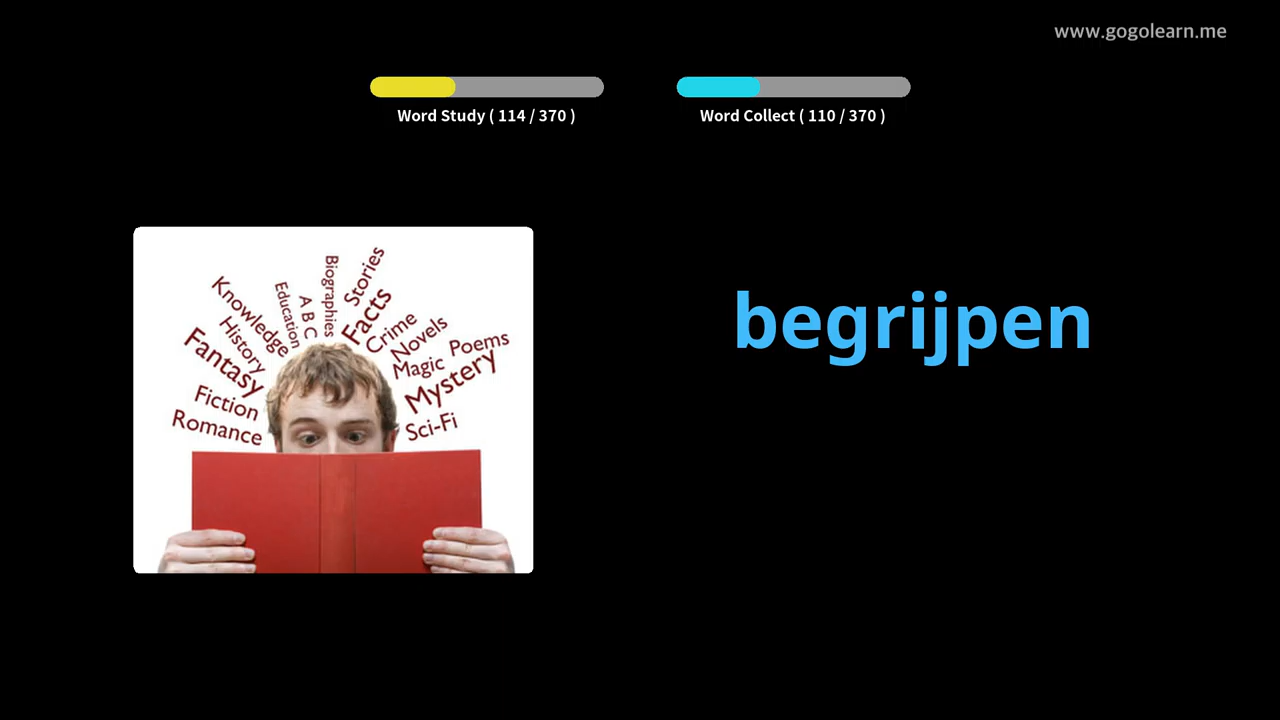 www.gogolearn.me
Word Study ( 114 / 370 )
Word Collect ( 110 / 370 )
begrijpen
Biographies
Stories
Education
A B C
Facts
Knowledge
History
Crime
Novels
Fantasy
Magic
Poems
Mystery
Fiction
Romance
Sci-Fi